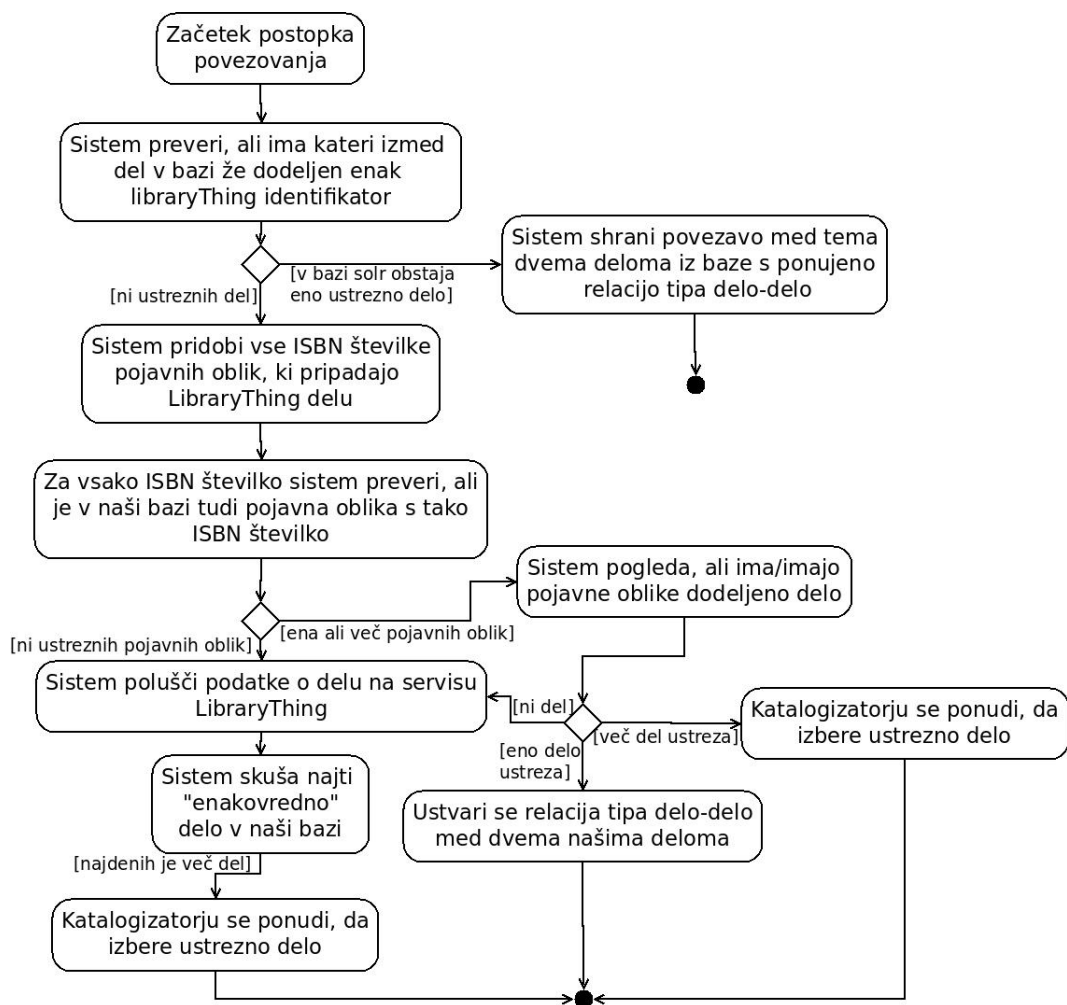 Začetek postopka
povezovanja
Sistem preveri, ali ima kateri izmed
del v bazi že dodeljen enak
libraryThing identifikator
[v bazi solr obstaja
eno ustrezno delo]
[ni ustreznih del]
Sistem shrani povezavo med tema
dvema deloma iz baze s ponujeno
relacijo tipa delo-delo
Sistem pridobi vse ISBN številke
pojavnih oblik, ki pripadajo
LibraryThing delu
Za vsako ISBN številko sistem preveri, ali
je v naši bazi tudi pojavna oblika s tako
ISBN številko
[ena ali več pojavnih oblik]
[ni ustreznih pojavnih oblik]
Sistem pogleda, ali ima/imajo
pojavne oblike dodeljeno delo
Sistem polušči podatke o delu na servisu
LibraryThing
[ni del]
[več del ustreza]
[eno delo
ustreza]
Katalogizatorju se ponudi, da
izbere ustrezno delo
Sistem skuša najti
"enakovredno"
delo v naši bazi
Ustvari se relacija tipa delo-delo
med dvema našima deloma
[najdenih je več del]
Katalogizatorju se ponudi, da
izbere ustrezno delo